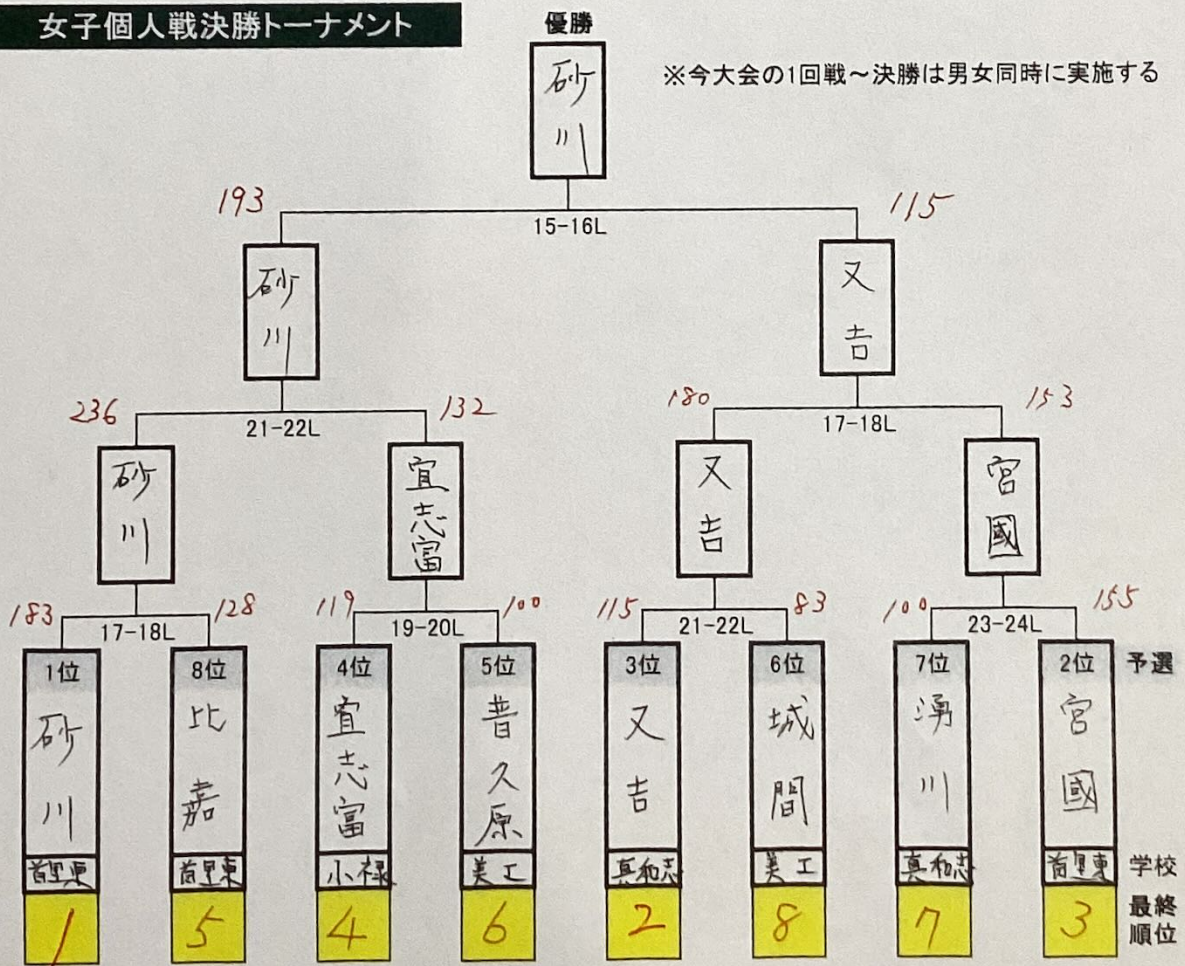 女子個人戦決勝トーナメント
優勝
※今大会の1回戦～決勝は男女同時に実施する
砂川
193
15-16L
115
砂川
又吉
236
21-22L
132
180
17-18L
153
砂川
宜志富
又吉
宮國
183
17-18L
128
119
19-20L
100
115
21-22L
83
100
23-24L
155
1位
8位
4位
5位
3位
6位
7位
2位
予選
砂川
比嘉
宜志富
普久原
又吉
城間
湧川
宮國
首里東
首里東
小禄
美工
真和志
美工
真和志
首里東
学校
1
5
4
6
2
8
7
3
最終
順位